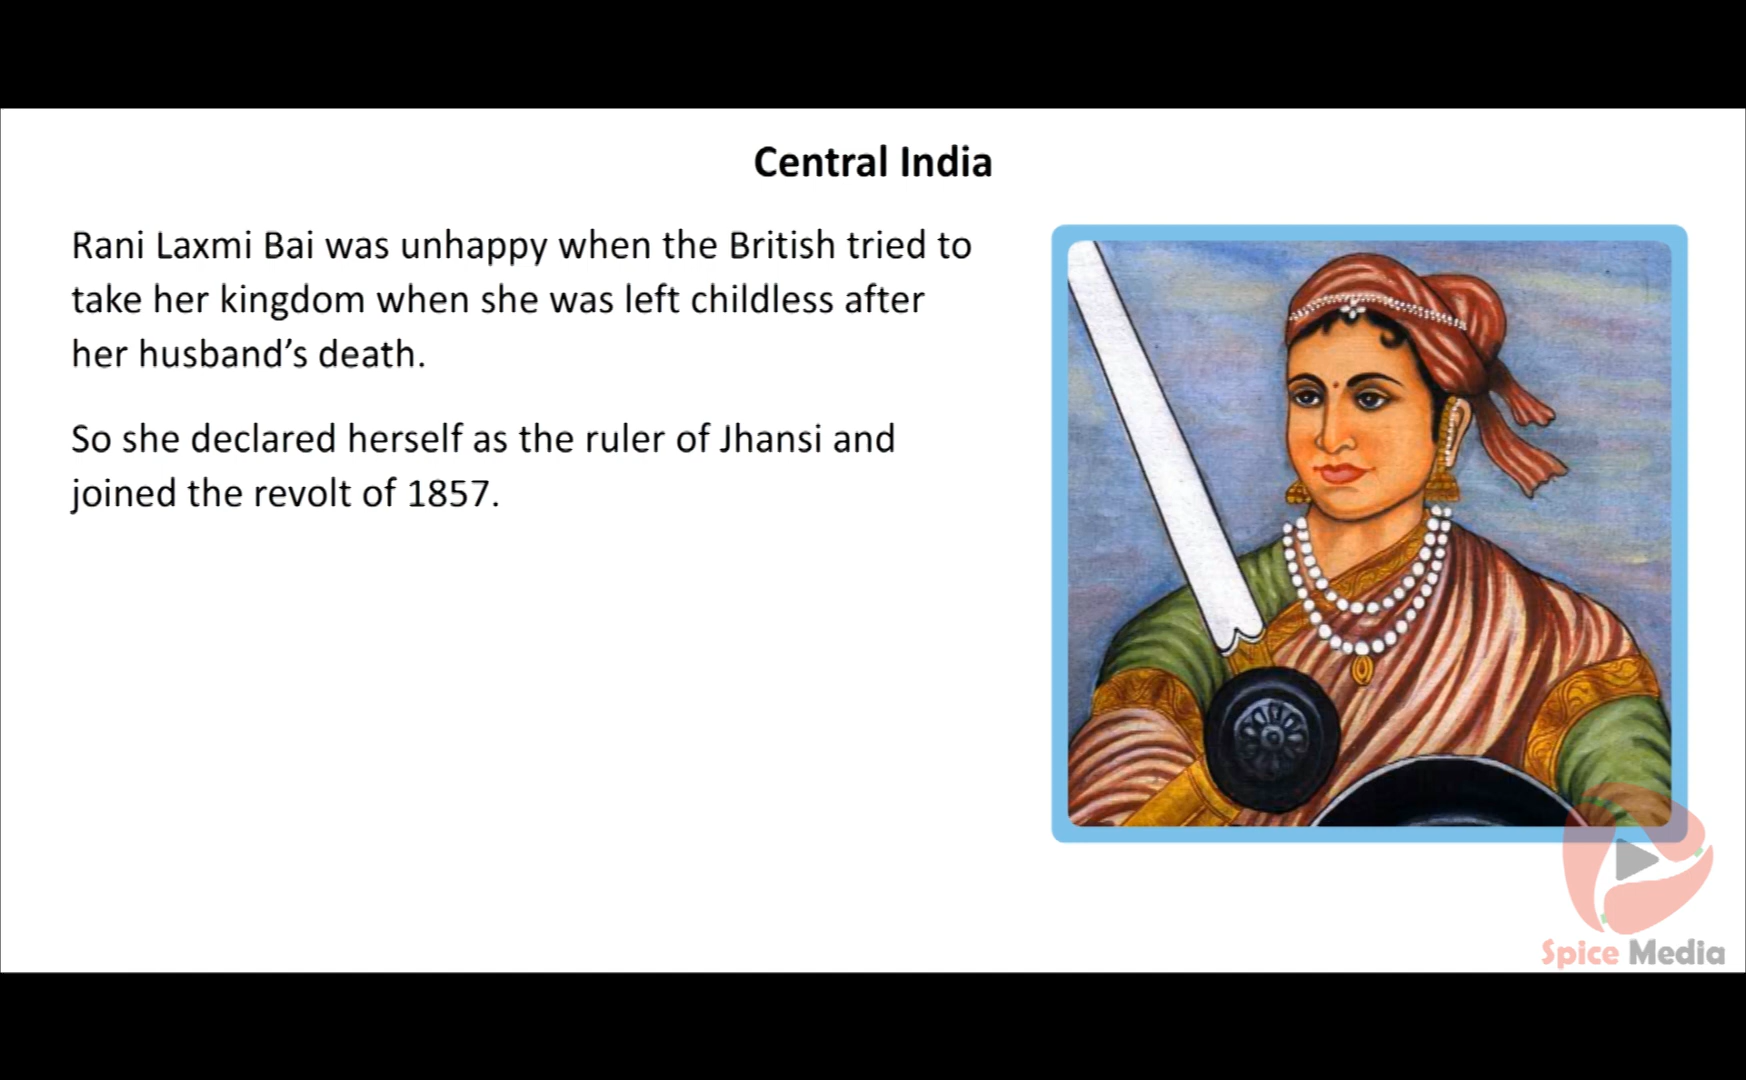 Central India
Rani Laxmi Bai was unhappy when the British tried to
take her kingdom when she was left childless after
her husband’s death.
So she declared herself as the ruler of Jhansi and
joined the revolt of 1857.
Spice Media